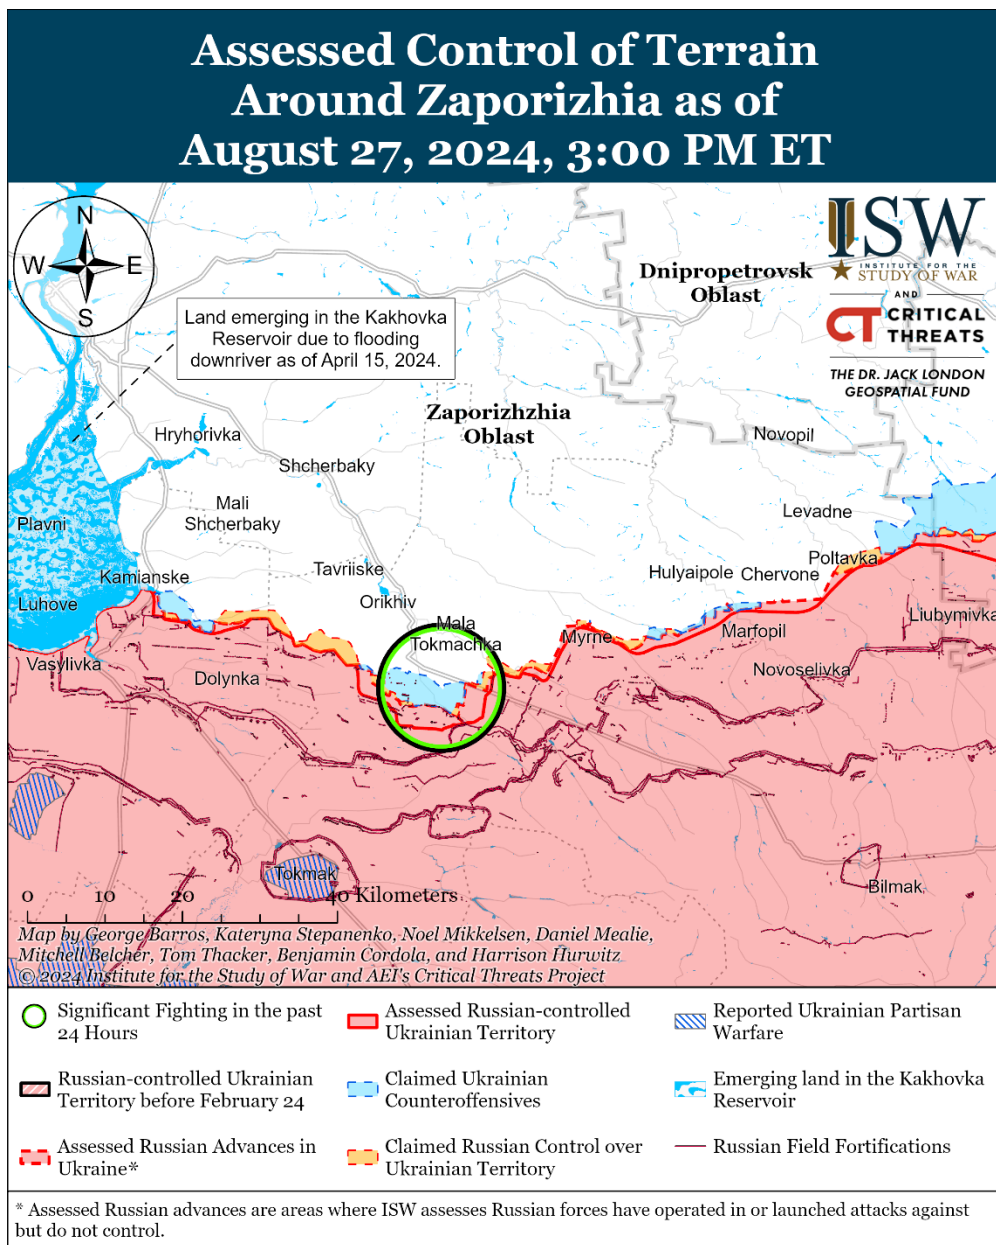 Assessed Control of Terrain
Around Zaporizhia as of
August 27, 2024, 3:00 PM ET
N
W
E
S
ISW
INSTITUTE FOR THE
STUDY OF WAR
AND
CT CRITICAL
THREATS
THE DR. JACK LONDON
GEOSPATIAL FUND
Dnipropetrovsk
Oblast
Land emerging in the Kakhovka
Reservoir due to flooding
downriver as of April 15, 2024.
Zaporizhzhia
Oblast
Hryhorivka
Novopil
Shcherbaky
Mali
Shcherbaky
Levadne
Plavni
Poltavka
Kamianske
Tavriiske
Hulyaipole
Chervone
Luhove
Orikhiv
Liubymivka
Mala
Tokmachka
Myrne
Marfopil
Vasylivka
Dolynka
Novoselivka
Tokmak
Bilmak
0 10 20 40 Kilometers
Map by George Barros, Kateryna Stepanenko, Noel Mikkelsen, Daniel Mealie,
Mitchell Belcher, Tom Thacker, Benjamin Cordola, and Harrison Hurwitz
© 2024 Institute for the Study of War and AEI's Critical Threats Project
Significant Fighting in the past
24 Hours
Assessed Russian-controlled
Ukrainian Territory
Reported Ukrainian Partisan
Warfare
Russian-controlled Ukrainian
Territory before February 24
Claimed Ukrainian
Counteroffensives
Emerging land in the Kakhovka
Reservoir
Assessed Russian Advances in
Ukraine*
Claimed Russian Control over
Ukrainian Territory
Russian Field Fortifications
* Assessed Russian advances are areas where ISW assesses Russian forces have operated in or launched attacks against
but do not control.